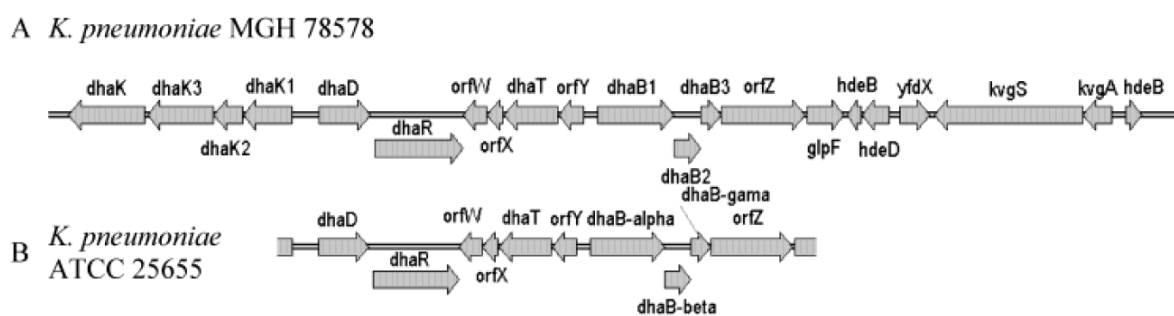 A K. pneumoniae MGH 78578
dhaK dhaK3 dhaK1 dhaD orfW dhaT orfY dhaB1 dhaB3 orfZ hdeB yfdX kvgS kvgA hdeB
dhaK2 dhaR orfX dhaB2 glpF hdeD
dhaB-gama
dhaD orfW dhaT orfY dhaB-alpha orfZ
B K. pneumoniae
ATCC 25655
dhaR orfX dhaB-beta